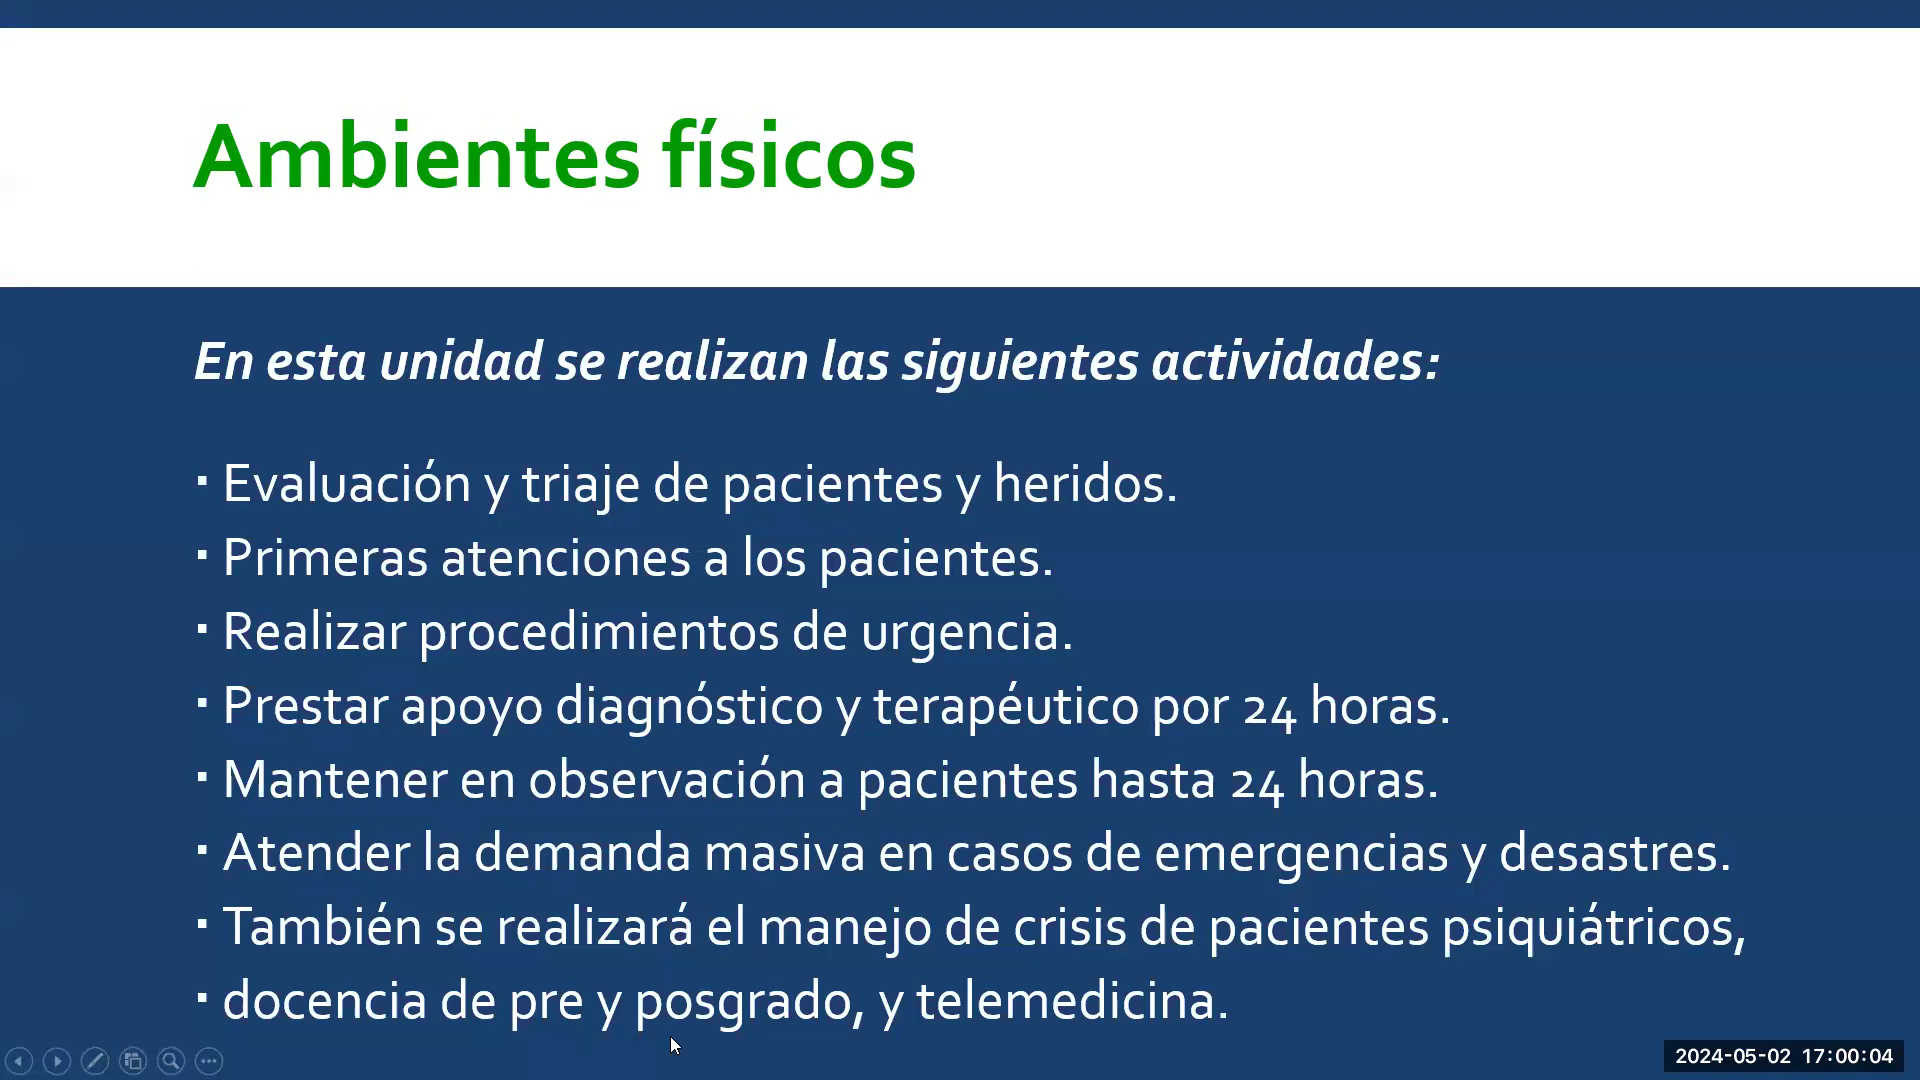 Ambientes físicos
En esta unidad se realizan las siguientes actividades:
▪ Evaluación y triaje de pacientes y heridos.
▪ Primeras atenciones a los pacientes.
▪ Realizar procedimientos de urgencia.
▪ Prestar apoyo diagnóstico y terapéutico por 24 horas.
▪ Mantener en observación a pacientes hasta 24 horas.
▪ Atender la demanda masiva en casos de emergencias y desastres.
▪ También se realizará el manejo de crisis de pacientes psiquiátricos,
▪ docencia de pre y posgrado, y telemedicina.
2024-05-02 17:00:04